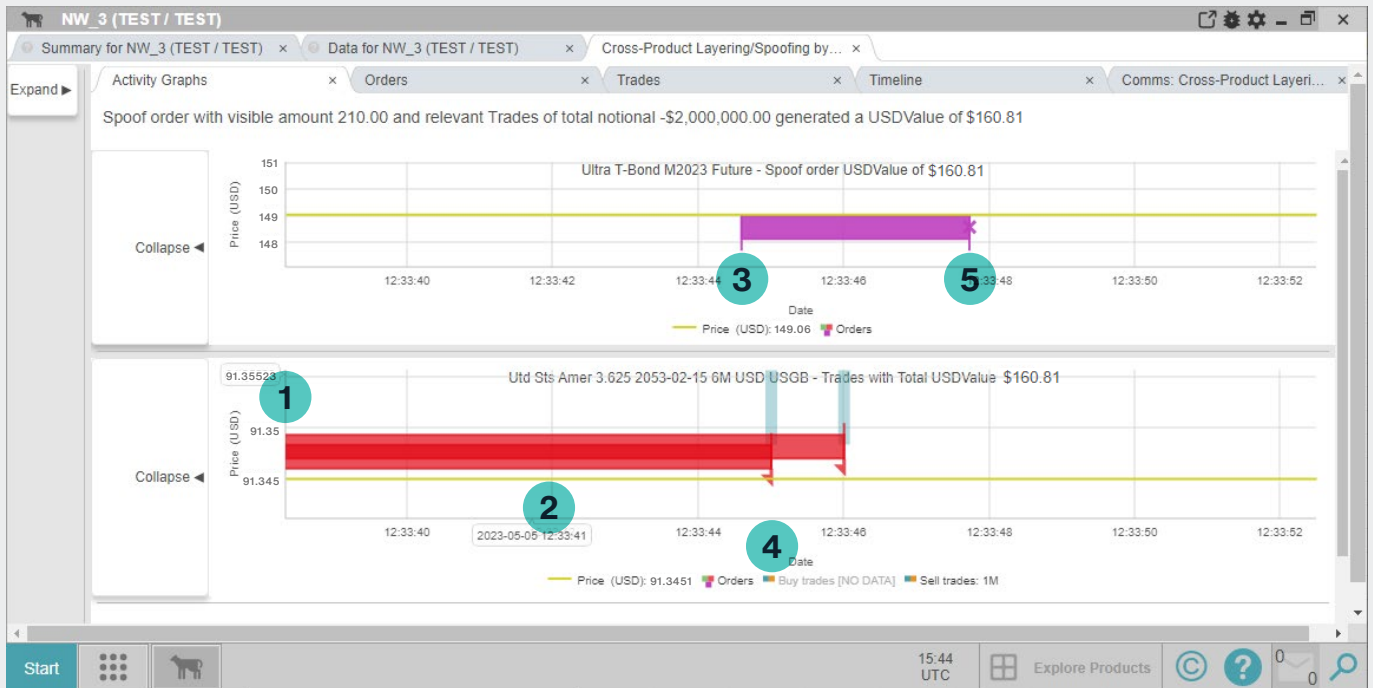 NW_3 (TEST / TEST)
Summary for NW_3 (TEST / TEST) × Data for NW_3 (TEST / TEST) × Cross-Product Layering/Spoofing by… ×
Expand ▶
Activity Graphs × Orders × Trades × Timeline × Comms: Cross-Product Layeri… ×
Spoof order with visible amount 210.00 and relevant Trades of total notional -$2,000,000.00 generated a USDValue of $160.81
Collapse ◀
Ultra T-Bond M2023 Future - Spoof order USDValue of $160.81
Price (USD)
151
150
149
148
3
5
12:33:40 12:33:42 12:33:44 12:33:46 12:33:48 12:33:50 12:33:52
Date
Price (USD): 149.06 Orders
Collapse ◀
Utd Sts Amer 3.625 2053-02-15 6M USD USGB - Trades with Total USDValue $160.81
91.35523
1
Price (USD)
91.35
91.345
2
12:33:40 2023-05-05 12:33:41 12:33:44 12:33:46 12:33:48 12:33:50 12:33:52
4
Date
Price (USD): 91.3451 Orders Buy trades [NO DATA] Sell trades: 1M
Start
15:44
UTC
Explore Products
©
?
0
0